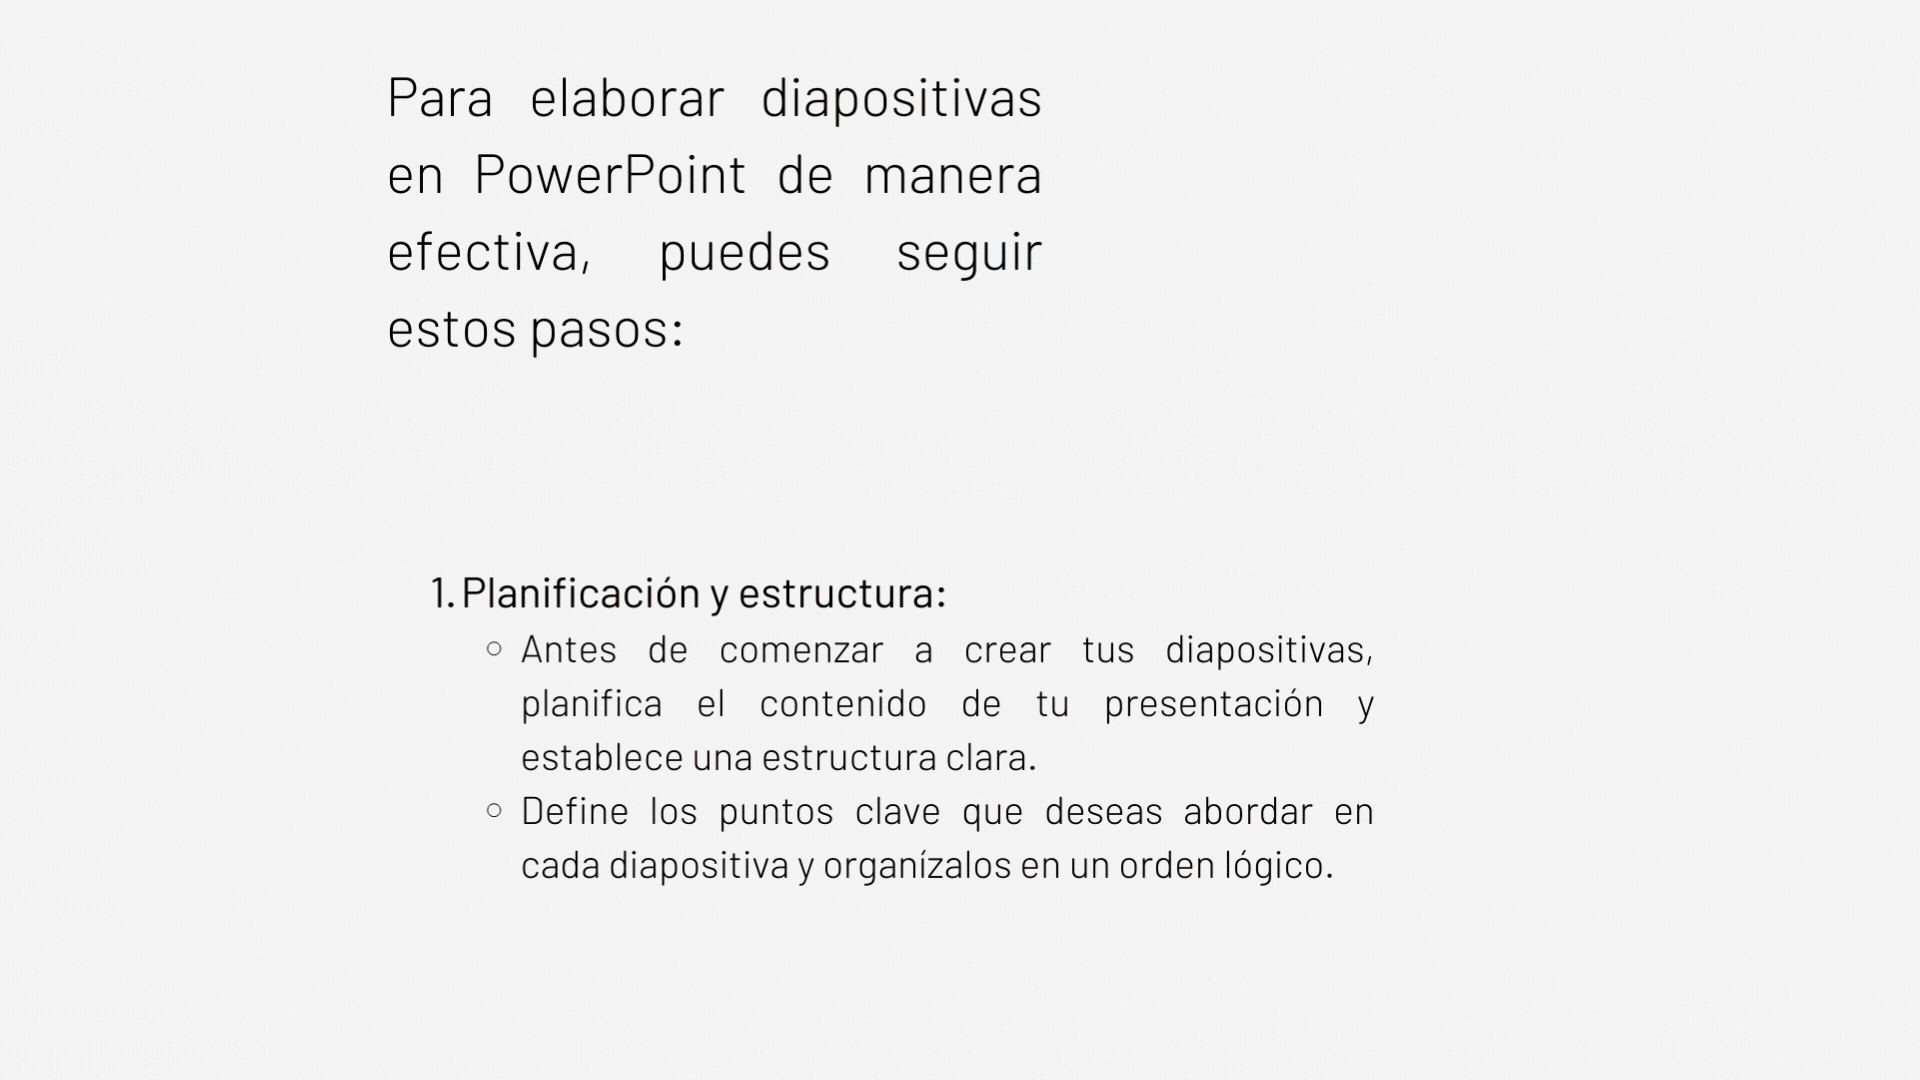 Para elaborar diapositivas
en PowerPoint de manera
efectiva, puedes seguir
estos pasos:
1. Planificación y estructura:
○ Antes de comenzar a crear tus diapositivas,
planifica el contenido de tu presentación y
establece una estructura clara.
○ Define los puntos clave que deseas abordar en
cada diapositiva y organízalos en un orden lógico.